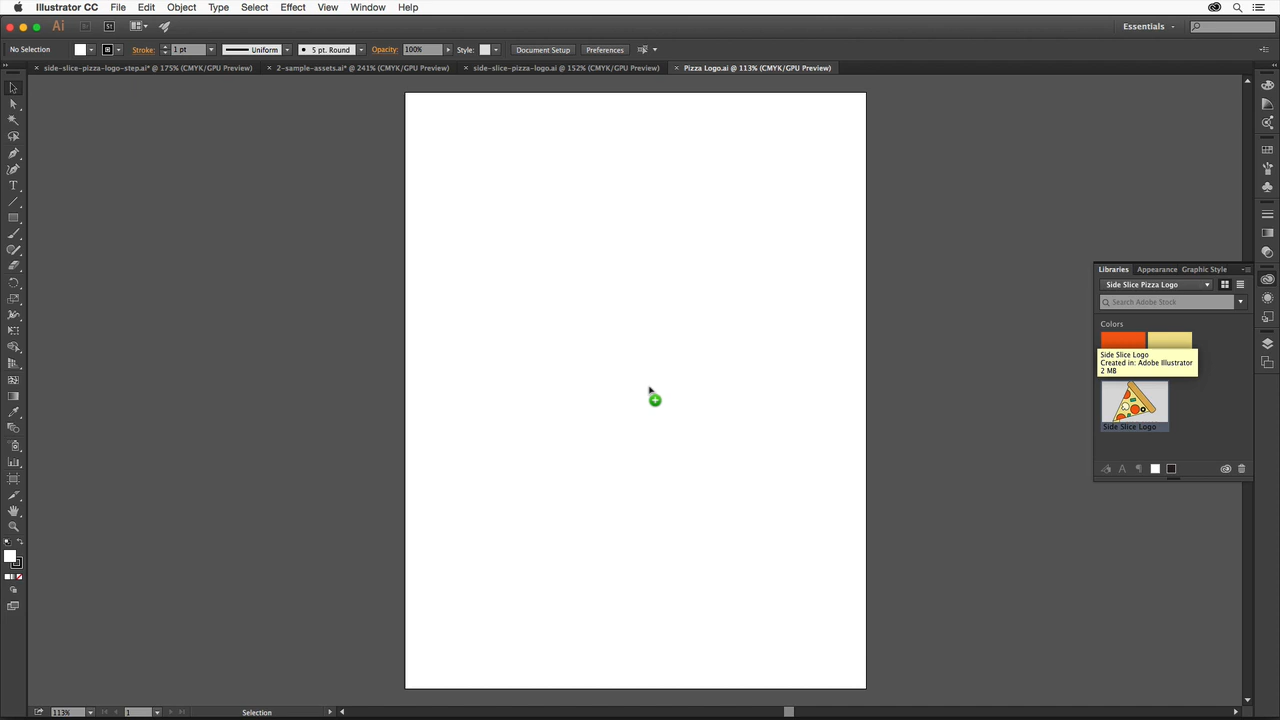 Illustrator CC File Edit Object Type Select Effect View Window Help
Ai Br St Essentials
No Selection Stroke: 1 pt Uniform 5 pt. Round Opacity: 100% Style: Document Setup Preferences
side-slice-pizza-logo-step.ai* @ 175% (CMYK/GPU Preview) 2-sample-assets.ai* @ 241% (CMYK/GPU Preview) side-slice-pizza-logo.ai @ 152% (CMYK/GPU Preview) Pizza Logo.ai @ 113% (CMYK/GPU Preview)
Libraries Appearance Graphic Style
Side Slice Pizza Logo
Search Adobe Stock
Colors
Side Slice Logo
Created in: Adobe Illustrator
2 MB
Side Slice Logo
113% 1 Selection